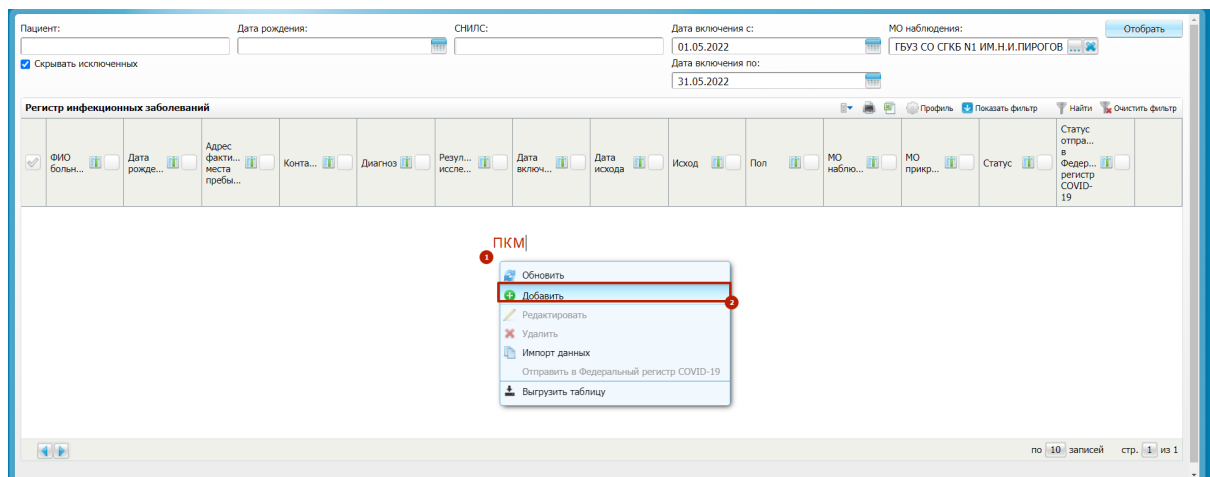 Пациент: Дата рождения: СНИЛС: Дата включения с: МО наблюдения: Отобрать
01.05.2022 ГБУЗ СО СГКБ N1 ИМ.Н.И.ПИРОГОВ ...
Скрывать исключенных Дата включения по:
31.05.2022
Регистр инфекционных заболеваний Профиль Показать фильтр Найти Очистить фильтр
ФИО больн...
Дата рожде...
Адрес факти... места пребы...
Конта...
Диагноз
Резул... иссле...
Дата включ...
Дата исхода
Исход
Пол
МО наблю...
МО прикр...
Статус
Статус отпра... в Федер... регистр COVID-19
ПКМ
1
Обновить
Добавить
2
Редактировать
Удалить
Импорт данных
Отправить в Федеральный регистр COVID-19
Выгрузить таблицу
по 10 записей стр. 1 из 1